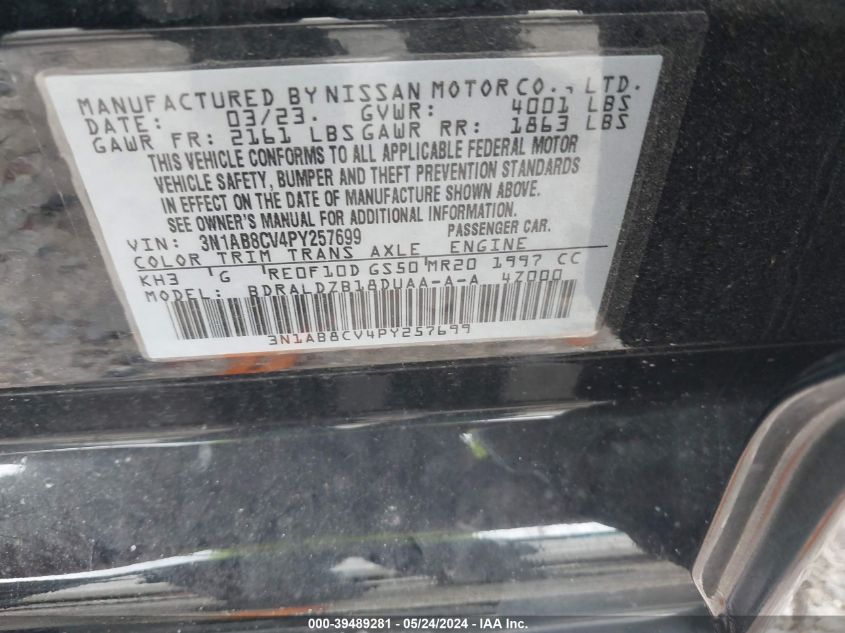 MANUFACTURED BY NISSAN MOTOR CO., LTD.
DATE: 03/23. GVWR: 4001 LBS
GAWR FR: 2161 LBS GAWR RR: 1863 LBS
THIS VEHICLE CONFORMS TO ALL APPLICABLE FEDERAL MOTOR
VEHICLE SAFETY, BUMPER AND THEFT PREVENTION STANDARDS
IN EFFECT ON THE DATE OF MANUFACTURE SHOWN ABOVE.
SEE OWNER'S MANUAL FOR ADDITIONAL INFORMATION.
VIN: 3N1AB8CV4PY257699 PASSENGER CAR.
COLOR TRIM TRANS AXLE ENGINE
KH3 G RE0F10D GS50 MR20 1997 CC
MODEL: BDRALDZB18DUAA-A-A 4Z000
3N1AB8CV4PY257699
000-39489281 - 05/24/2024 - IAA Inc.